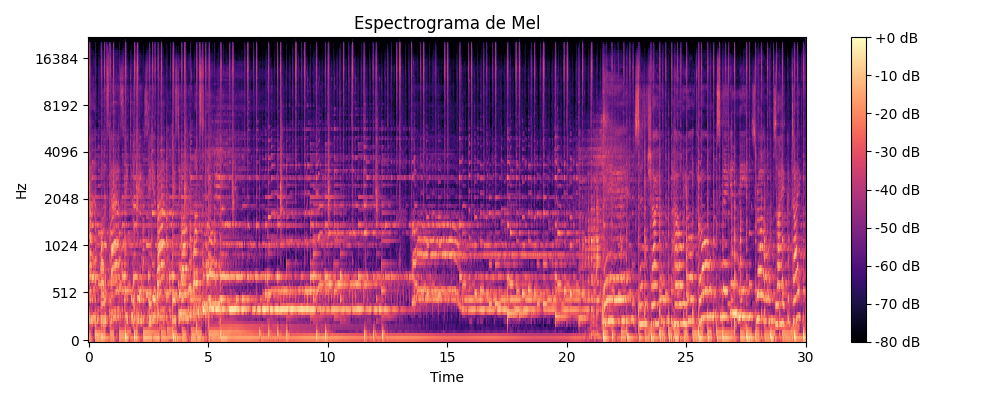 Espectrograma de Mel
Hz
16384
8192
4096
2048
1024
512
0
0 5 10 15 20 25 30
Time
+0 dB
-10 dB
-20 dB
-30 dB
-40 dB
-50 dB
-60 dB
-70 dB
-80 dB